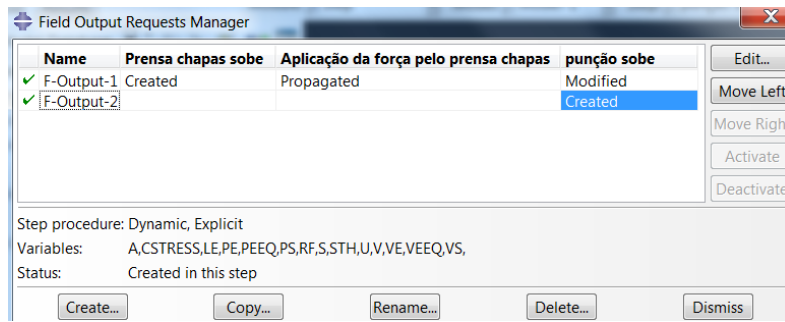 Field Output Requests Manager
Name Prensa chapas sobe Aplicação da força pelo prensa chapas punção sobe
Edit...
F-Output-1 Created Propagated Modified
Move Left
F-Output-2 Created
Move Righ
Activate
Deactivate
Step procedure: Dynamic, Explicit
Variables: A,CSTRESS,LE,PE,PEEQ,PS,RF,S,STH,U,V,VE,VEEQ,VS,
Status: Created in this step
Create... Copy... Rename... Delete... Dismiss